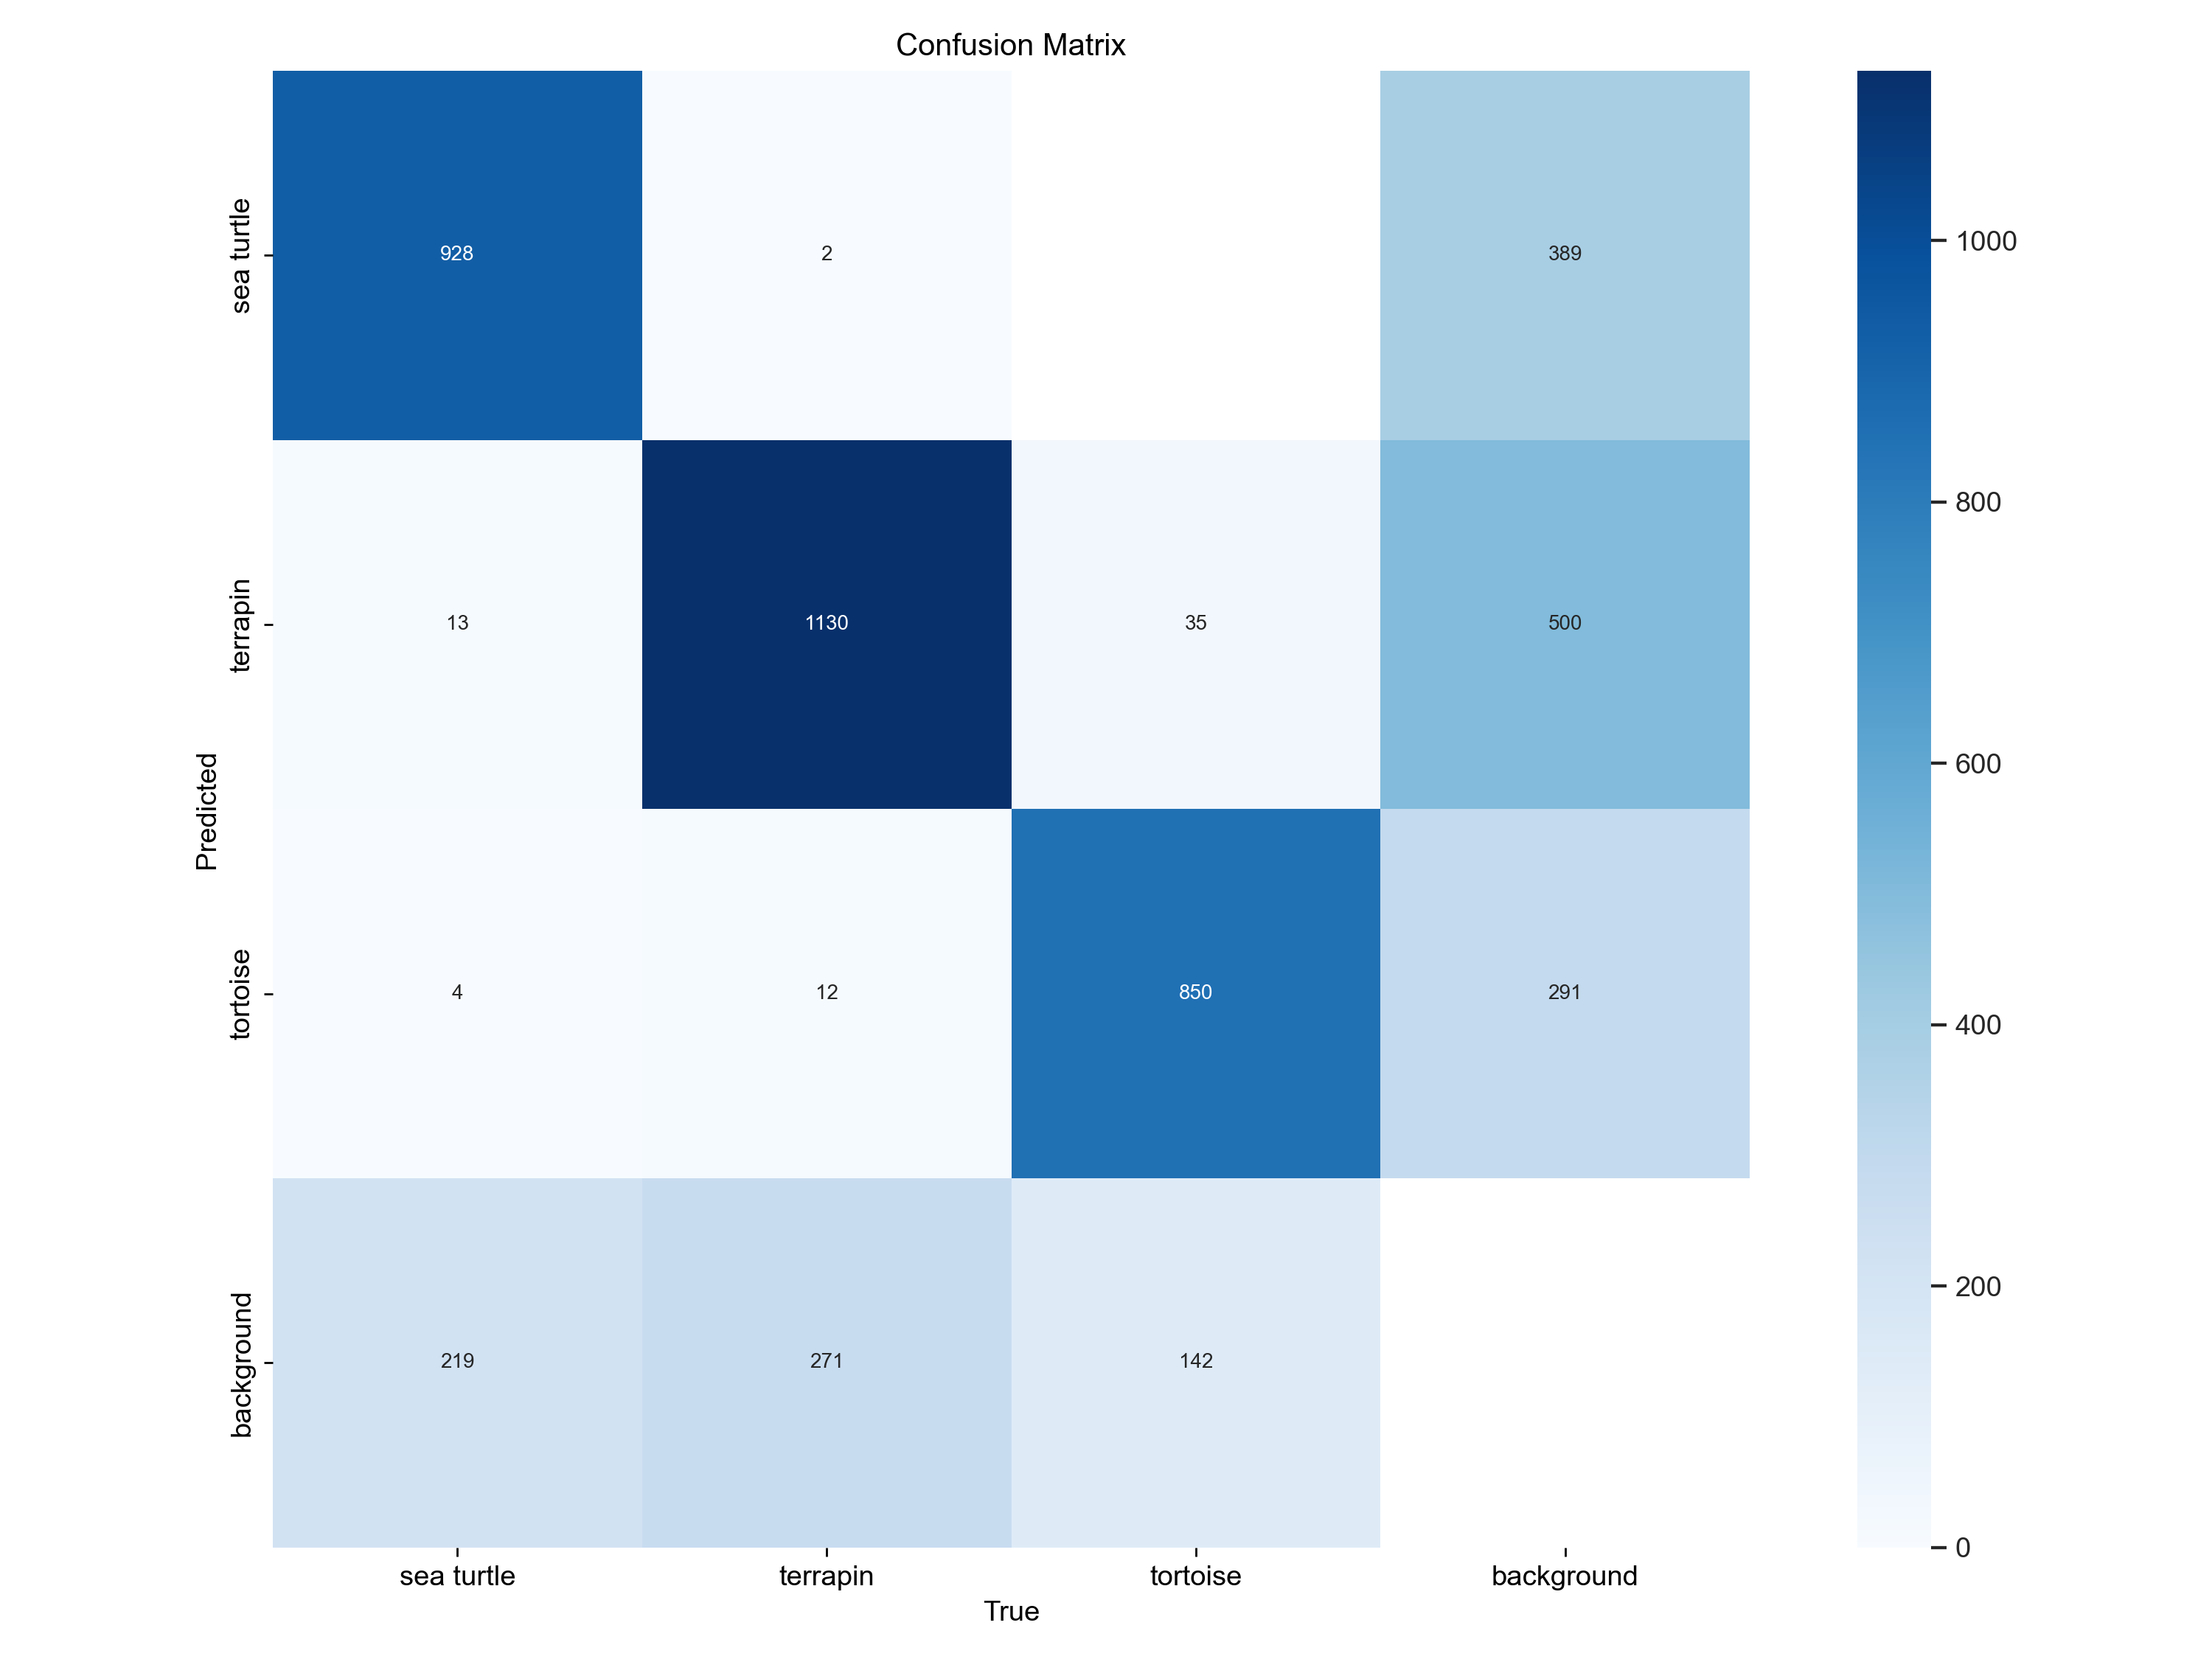 Confusion Matrix
sea turtle
928
2
389
1000
800
terrapin
13
1130
35
500
600
Predicted
tortoise
4
12
850
291
400
background
219
271
142
200
0
sea turtle
terrapin
tortoise
background
True